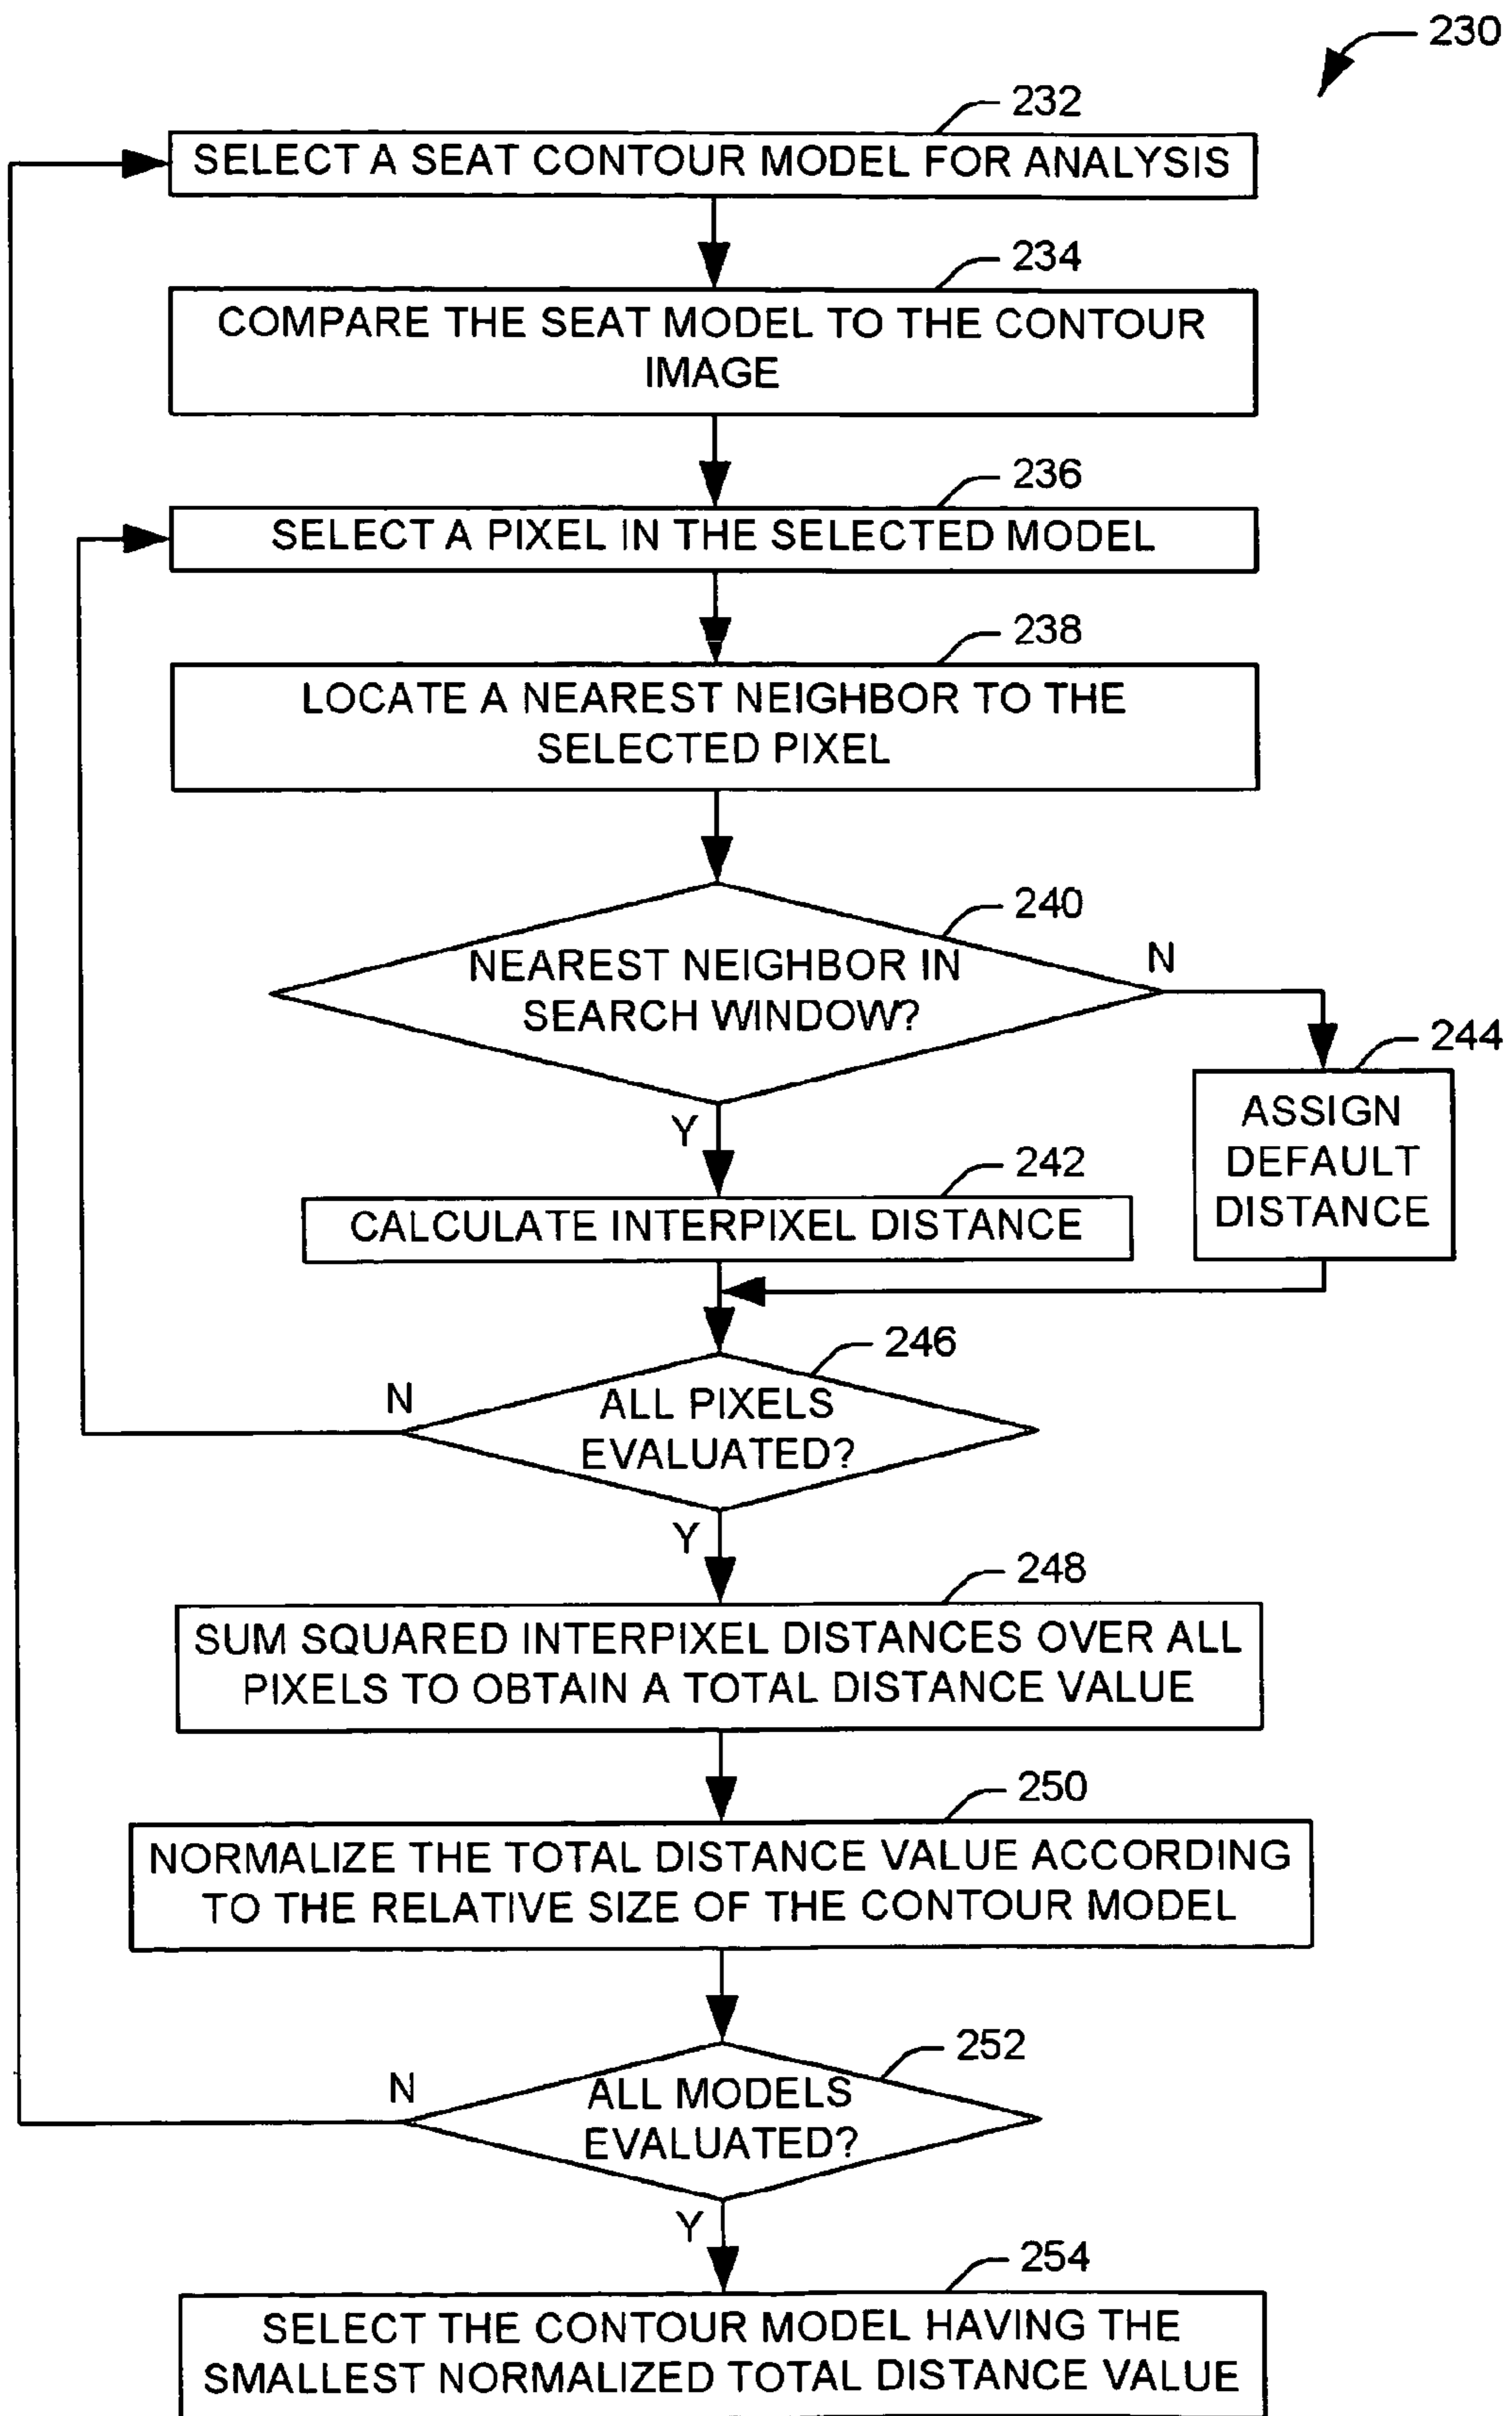 230
232
SELECT A SEAT CONTOUR MODEL FOR ANALYSIS
234
COMPARE THE SEAT MODEL TO THE CONTOUR
IMAGE
236
SELECT A PIXEL IN THE SELECTED MODEL
238
LOCATE A NEAREST NEIGHBOR TO THE
SELECTED PIXEL
240
NEAREST NEIGHBOR IN
SEARCH WINDOW?
N
244
ASSIGN
DEFAULT
DISTANCE
Y
242
CALCULATE INTERPIXEL DISTANCE
246
ALL PIXELS
EVALUATED?
N
Y
248
SUM SQUARED INTERPIXEL DISTANCES OVER ALL
PIXELS TO OBTAIN A TOTAL DISTANCE VALUE
250
NORMALIZE THE TOTAL DISTANCE VALUE ACCORDING
TO THE RELATIVE SIZE OF THE CONTOUR MODEL
252
ALL MODELS
EVALUATED?
N
Y
254
SELECT THE CONTOUR MODEL HAVING THE
SMALLEST NORMALIZED TOTAL DISTANCE VALUE